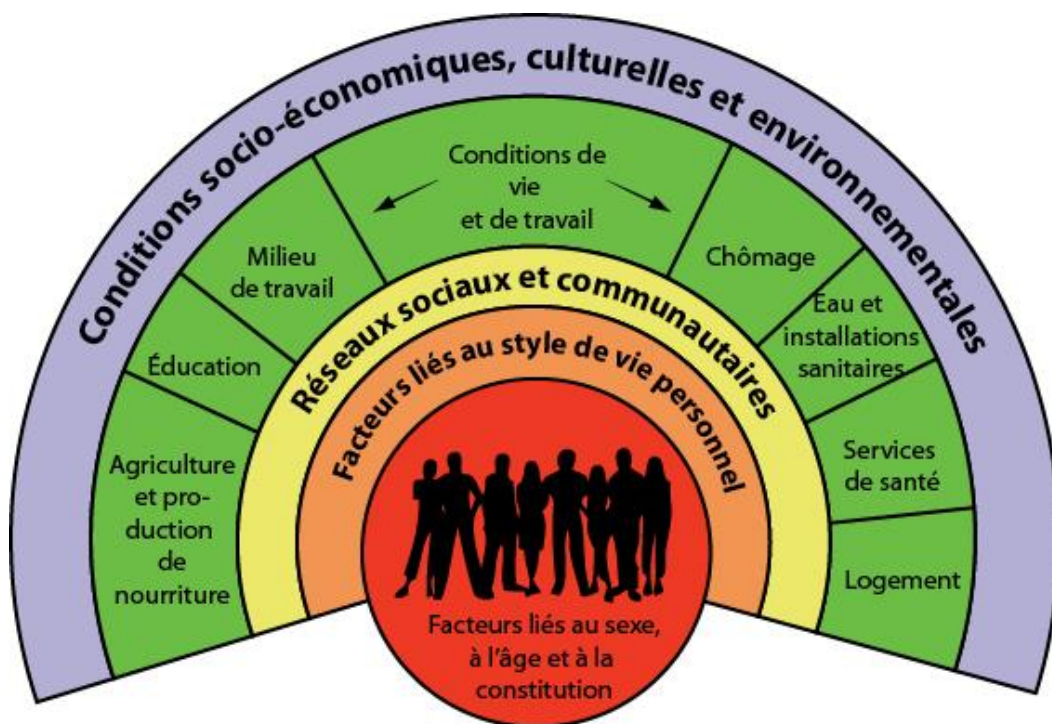 Conditions socio-économiques, culturelles et environnementales
Conditions de
vie
et de travail
Milieu
de travail
Chômage
Éducation
Eau et
installations
sanitaires
Agriculture
et pro-
duction
de
nourriture
Services
de santé
Logement
Réseaux sociaux et communautaires
Facteurs liés au style de vie personnel
Facteurs liés au sexe,
à l'âge et à la
constitution